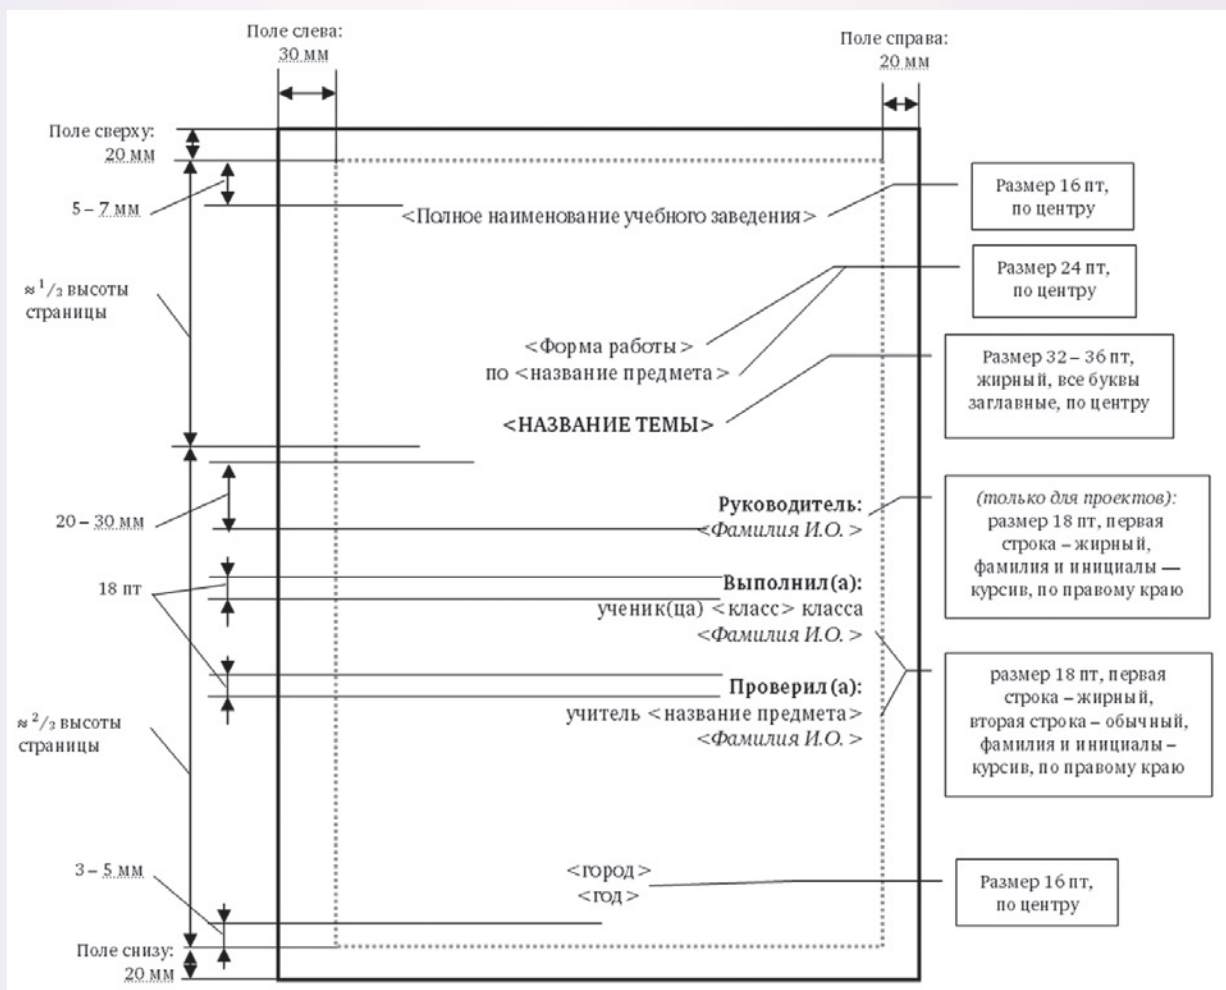 Поле слева:
30 мм
Поле справа:
20 мм
Поле сверху:
20 мм
5 – 7 мм
<Полное наименование учебного заведения>
Размер 16 пт,
по центру
Размер 24 пт,
по центру
≈ 1/3 высоты
страницы
<Форма работы>
по <название предмета>
Размер 32 – 36 пт,
жирный, все буквы
заглавные, по центру
<НАЗВАНИЕ ТЕМЫ>
20 – 30 мм
Руководитель:
<Фамилия И.О. >
(только для проектов):
размер 18 пт, первая
строка – жирный,
фамилия и инициалы —
курсив, по правому краю
18 пт
Выполнил(а):
ученик(ца) <класс> класса
<Фамилия И.О. >
Проверил(а):
учитель <название предмета>
<Фамилия И.О. >
размер 18 пт, первая
строка – жирный,
вторая строка – обычный,
фамилия и инициалы –
курсив, по правому краю
≈ 2/3 высоты
страницы
3 – 5 мм
<город>
<год>
Размер 16 пт,
по центру
Поле снизу:
20 мм